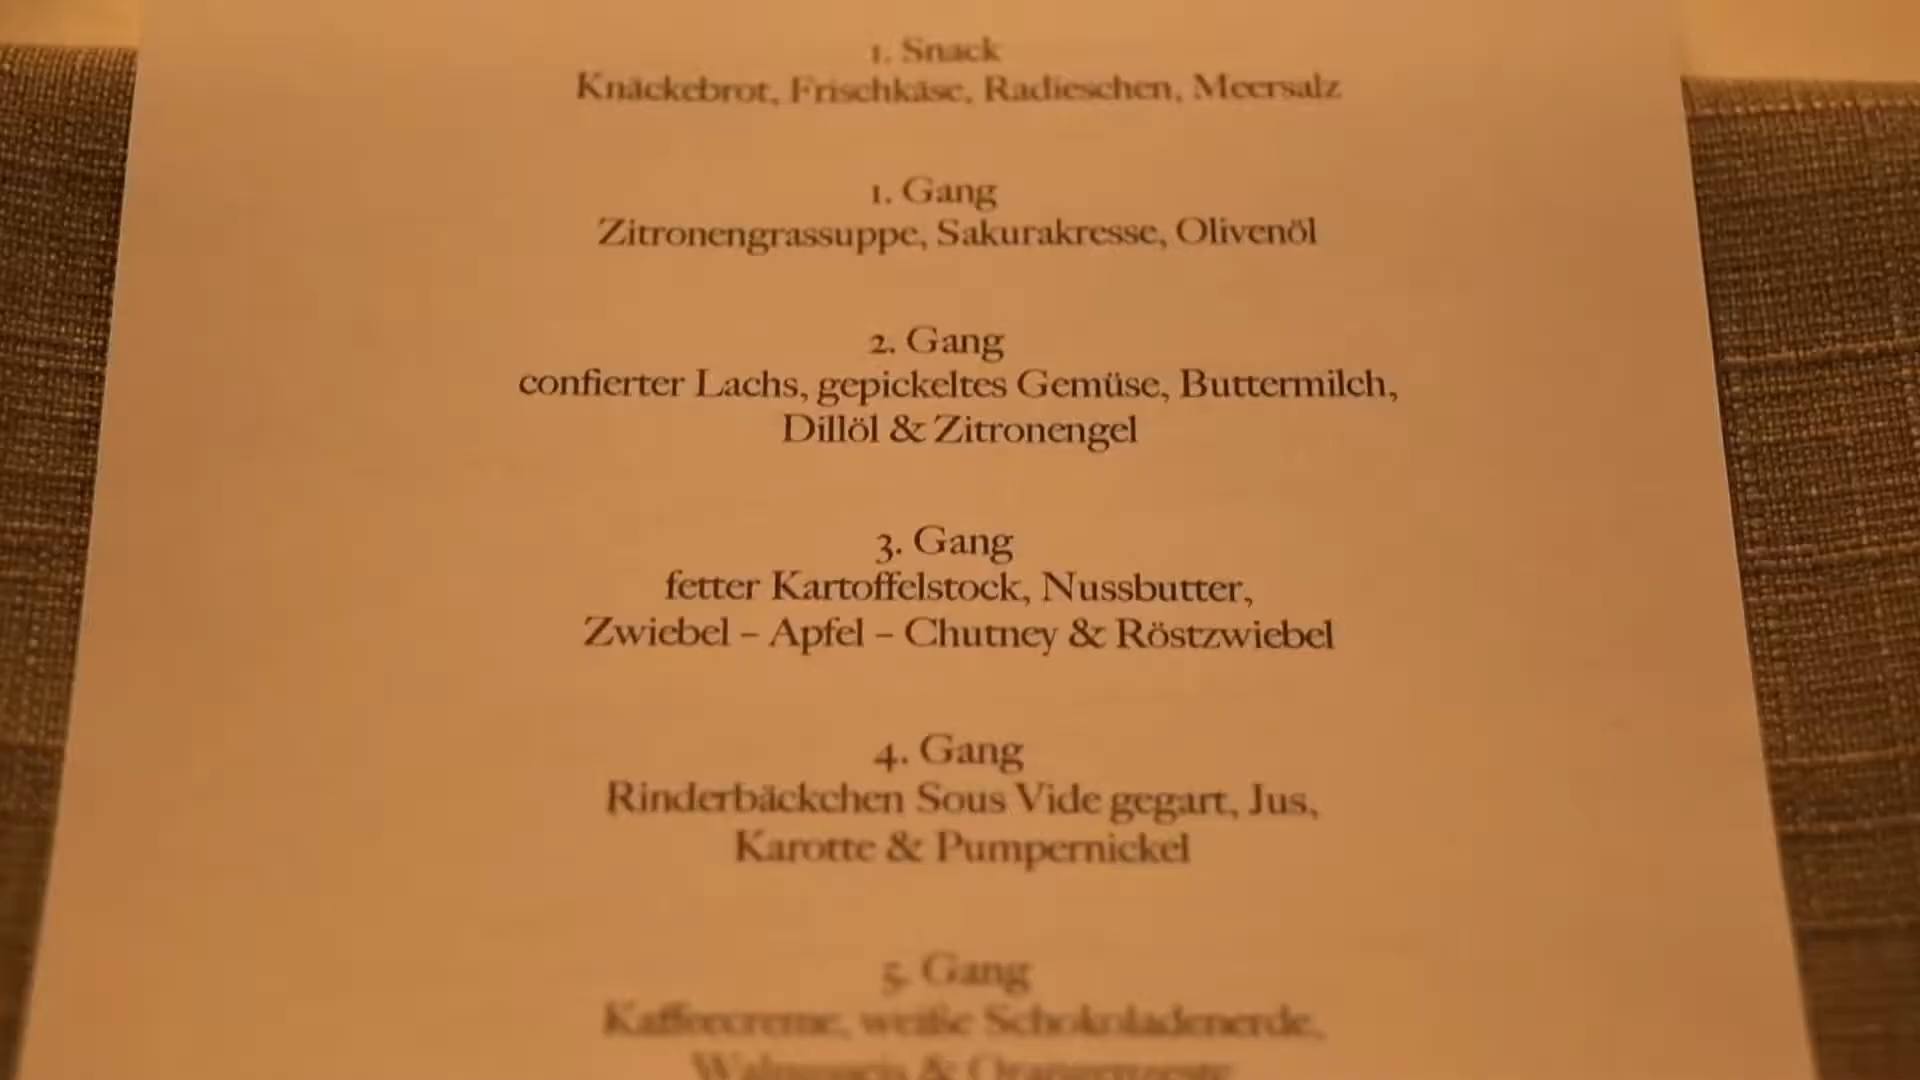 1. Snack
Knäckebrot, Frischkäse, Radieschen, Meersalz
1. Gang
Zitronengrassuppe, Sakurakresse, Olivenöl
2. Gang
confierter Lachs, gepickeltes Gemüse, Buttermilch,
Dillöl & Zitronengel
3. Gang
fetter Kartoffelstock, Nussbutter,
Zwiebel – Apfel – Chutney & Röstzwiebel
4. Gang
Rinderbäckchen Sous Vide gegart, Jus,
Karotte & Pumpernickel
5. Gang
Kaffeecreme, weiße Schokoladenerde,
Walnusseis & Orangenzeste